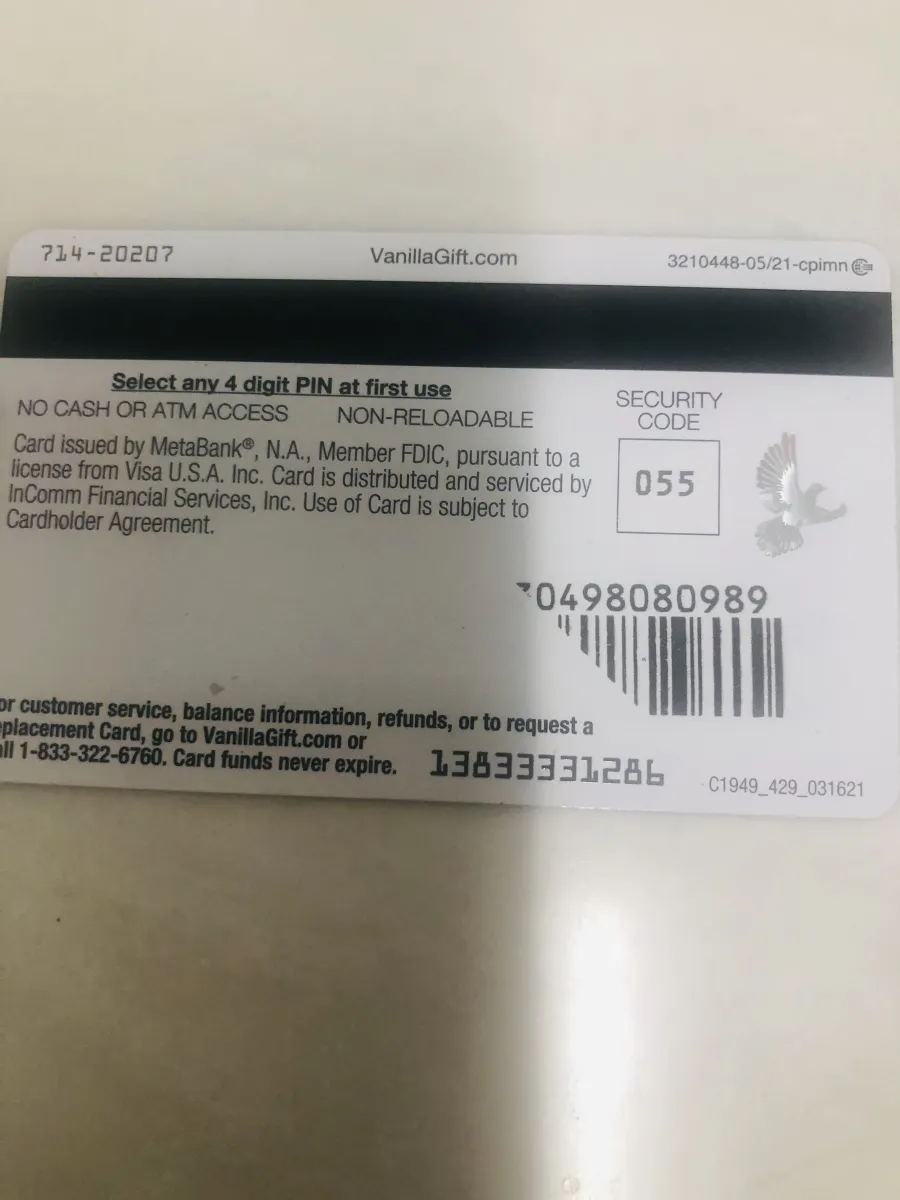 714-20207 VanillaGift.com 3210448-05/21-cpimn
Select any 4 digit PIN at first use
NO CASH OR ATM ACCESS NON-RELOADABLE
SECURITY
CODE
055
Card issued by MetaBank®, N.A., Member FDIC, pursuant to a
license from Visa U.S.A. Inc. Card is distributed and serviced by
InComm Financial Services, Inc. Use of Card is subject to
Cardholder Agreement.
0498080989
or customer service, balance information, refunds, or to request a
eplacement Card, go to VanillaGift.com or
all 1-833-322-6760. Card funds never expire.
13833331286
C1949_429_031621